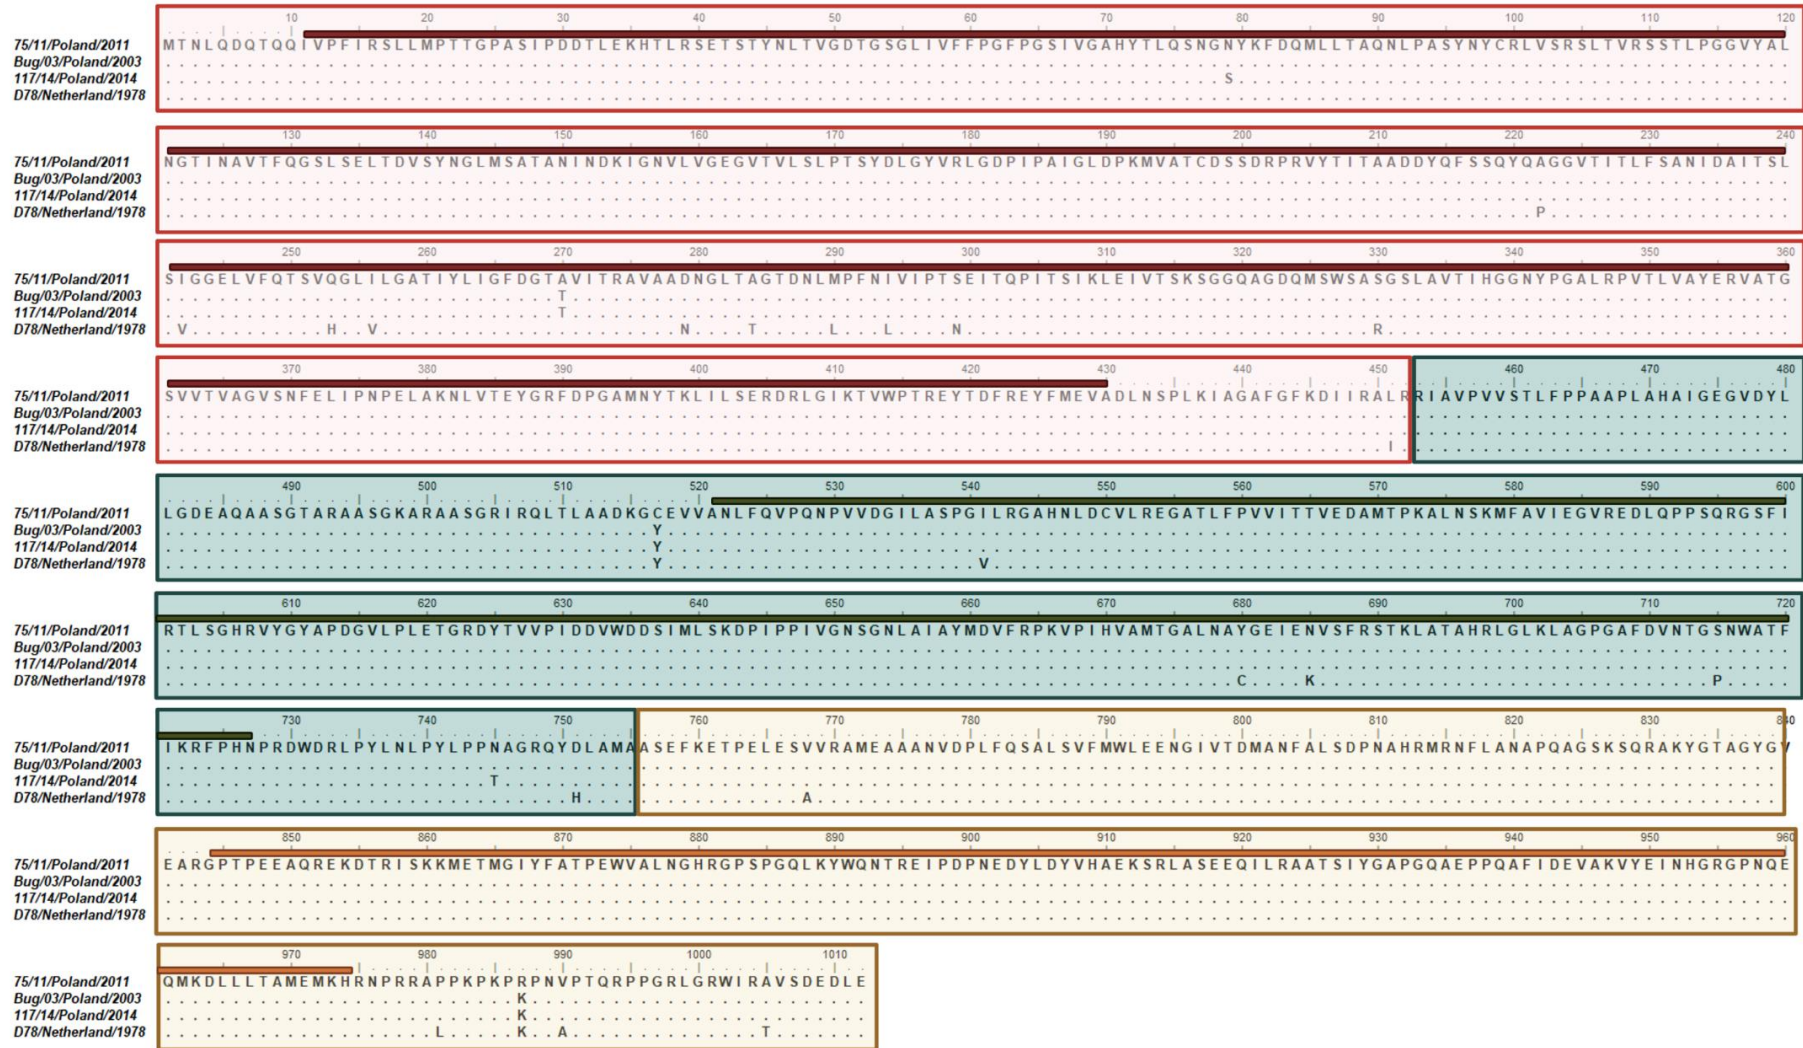 10 20 30 40 50 60 70 80 90 100 110 120
75/11/Poland/2011 MTNLQDQTQQIVPFIRSLLMPTTGPASIPDDTLEKHTLRSETSTYNLTVGDTGSGLIVFFPGFPGSIVGAHYTLQSNGNYKFDQMLLTAQNLPASYNYCRLVSRSLTVRSSTLPGGVYAL
Bug/03/Poland/2003
117/14/Poland/2014 S
D78/Netherland/1978
130 140 150 160 170 180 190 200 210 220 230 240
75/11/Poland/2011 NGTINAVTFQGSLSELTDVSYNGLMSATANINDKIGNVLVGEGVTVLSLPTSYDLGYVRLGDPIPAIGLDPKMVATCDSSDRPRVYTITAADDYQFSSQYQAGGVTITLFSANIDAITSL
Bug/03/Poland/2003
117/14/Poland/2014
D78/Netherland/1978 P
250 260 270 280 290 300 310 320 330 340 350 360
75/11/Poland/2011 SIGGELVFQTSVQGLILGATIYLIGFDGTAVITRAVAADNGLTAGTDNLMPFNIVIPTSEITQPITSIKLEIVTSKSGGQAGDQMSWSASGSLAVTIHGGNYPGALRPVTLVAYERVATG
Bug/03/Poland/2003 T
117/14/Poland/2014 T
D78/Netherland/1978 V H V N T L L N R
370 380 390 400 410 420 430 440 450 460 470 480
75/11/Poland/2011 SVVTVAGVSNFELIPNPELAKNLVTEYGRFDPGAMNYTKLILSERDRLGIKTVWPTREYTDFREYFMEVADLNSPLKIAGAFGFKDIIRALRRIAVPVVSTLFPPAAPLAHAIGEGVDYL
Bug/03/Poland/2003
117/14/Poland/2014
D78/Netherland/1978 I
490 500 510 520 530 540 550 560 570 580 590 600
75/11/Poland/2011 LGDEAQAASGTARAASGKARAASGRIRQLTLAADKGCEVVANLFQVPQNPVVDGILASPGILRGAHNLDCVLREGATLFPVVITTVEDAMTPKALNSKMFAVIEGVREDLQPPSQRGSFI
Bug/03/Poland/2003 Y
117/14/Poland/2014 Y
D78/Netherland/1978 Y V
610 620 630 640 650 660 670 680 690 700 710 720
75/11/Poland/2011 RTLSGHRVYGYAPDGVLPLETGRDYTVVPIDDVWDDSIMLSKDPIPPIVGNSGNLAIAYMDVFRPKVPIHVAMTGALNAYGEIENVSFRSTKLATAHRLGLKLAGPGAFDVNTGSNWATF
Bug/03/Poland/2003
117/14/Poland/2014
D78/Netherland/1978 C K P
730 740 750 760 770 780 790 800 810 820 830 840
75/11/Poland/2011 IKRFPHNPRDWDRLPYLNLPYLPPNAGRQYDLAMAASEFKETPELESVVRAMEAAANVDPLFQSALSVFMWLEENGIVTDMANFALSDPNAHRMRNFLANAPQAGSKSQRAKYGTAGYGV
Bug/03/Poland/2003
117/14/Poland/2014 T
D78/Netherland/1978 H A
850 860 870 880 890 900 910 920 930 940 950 960
75/11/Poland/2011 EARGPTPEEAQREKDTRISKKMETMGIYFATPEWVALNGHRGPSPGQLKYWQNTREIPDPNEDYLDYVHAEKSRLASEEQILRAATSIYGAPGQAEPPQAFIDEVAKVYEINHGRGPNQE
Bug/03/Poland/2003
117/14/Poland/2014
D78/Netherland/1978
970 980 990 1000 1010
75/11/Poland/2011 QMKDLLLTAMEMKHRNPRRAPPKPKPRPNVPTQRPPGRLGRWIRAVSDEDLE
Bug/03/Poland/2003 K
117/14/Poland/2014 K
D78/Netherland/1978 L K A T